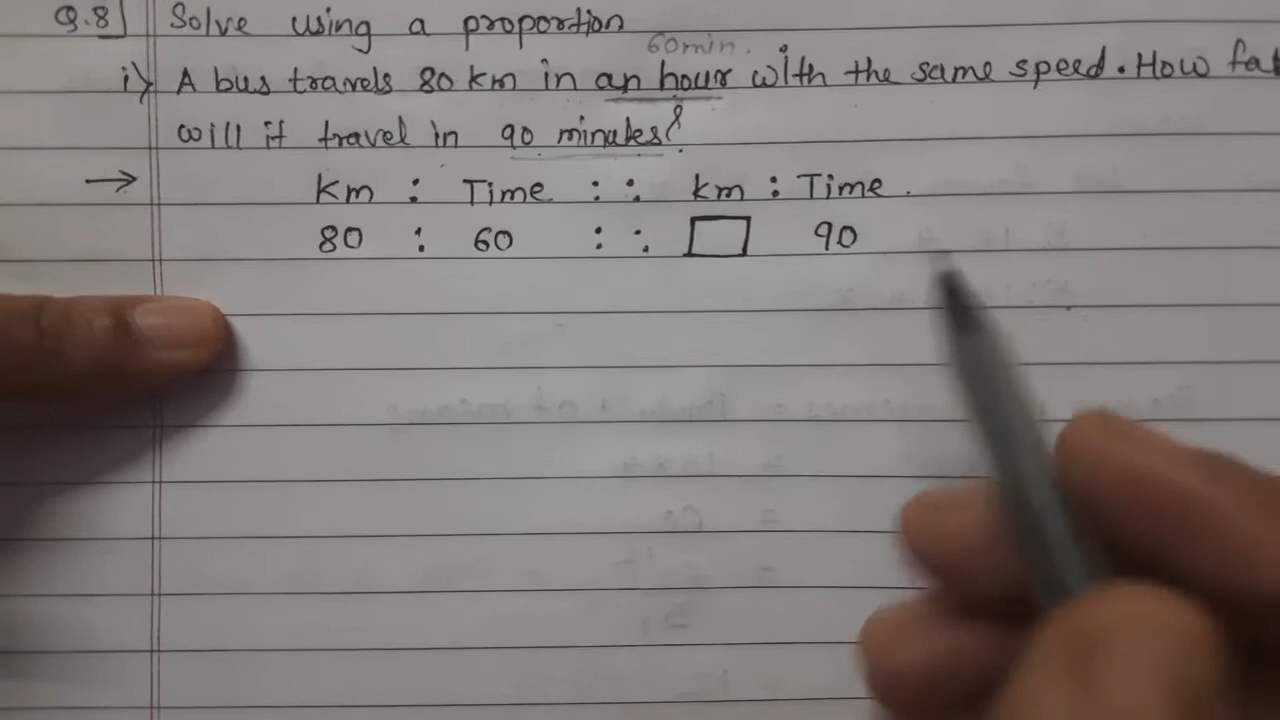 Q.8] Solve using a proportion
60min.
i) A bus travels 80 km in an hour with the same speed. How fa
will it travel in 90 minutes?
→ Km : Time :: km : Time.
80 : 60 :: 90